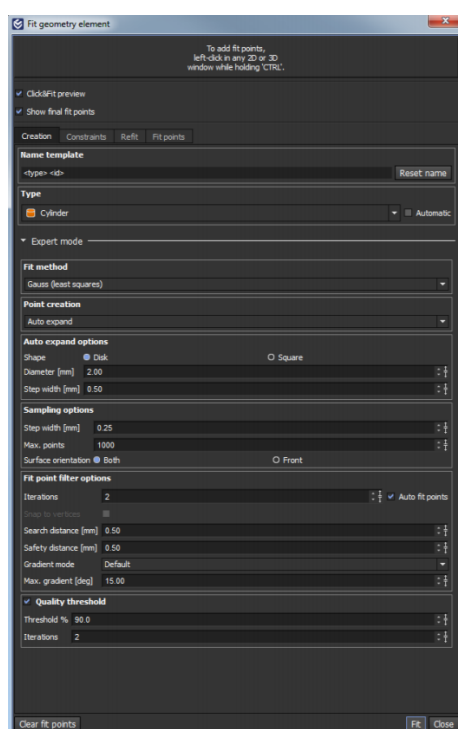 Fit geometry element
To add fit points,
left-click in any 2D or 3D
window while holding 'CTRL'.
Click&Fit preview
Show final fit points
Creation Constraints Refit Fit points
Name template
<type> <id> Reset name
Type
Cylinder Automatic
Expert mode
Fit method
Gauss (least squares)
Point creation
Auto expand
Auto expand options
Shape Disk Square
Diameter [mm] 2.00
Step width [mm] 0.50
Sampling options
Step width [mm] 0.25
Max. points 1000
Surface orientation Both Front
Fit point filter options
Iterations 2 Auto fit points
Snap to vertices
Search distance [mm] 0.50
Safety distance [mm] 0.50
Gradient mode Default
Max. gradient [deg] 15.00
Quality threshold
Threshold % 90.0
Iterations 2
Clear fit points Fit Close